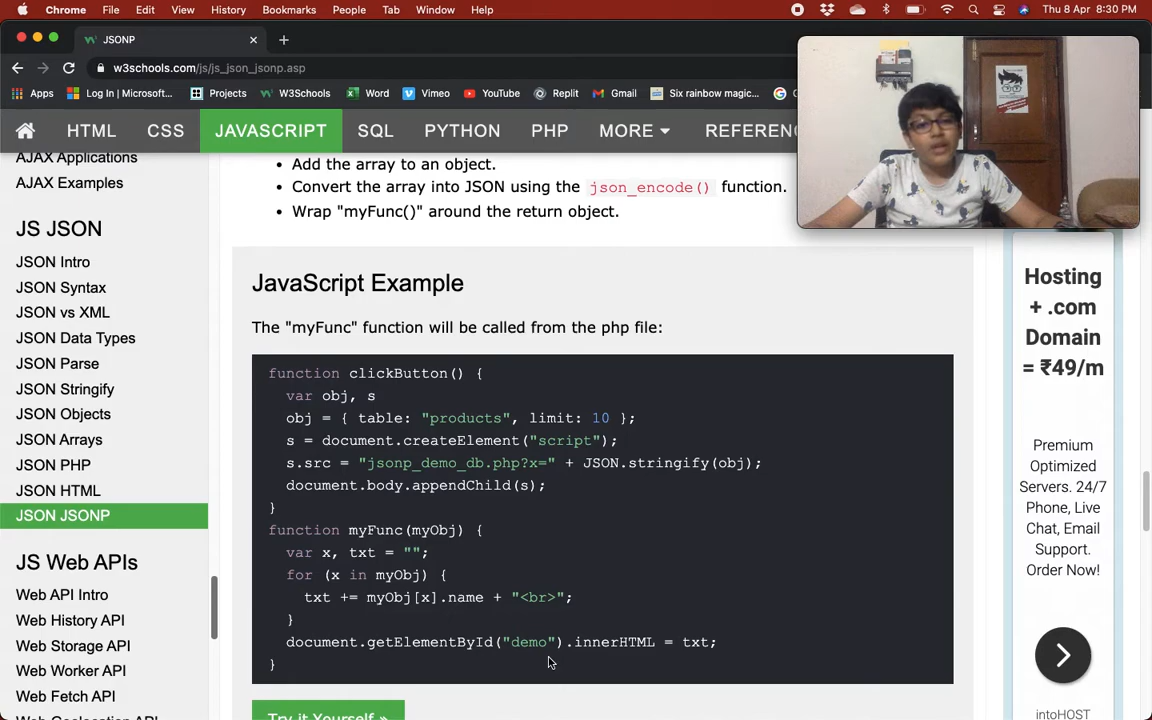 Chrome File Edit View History Bookmarks People Tab Window Help Thu 8 Apr 8:30 PM
JSONP
w3schools.com/js/js_json_jsonp.asp
Apps Log In | Microsoft... Projects W3Schools Word Vimeo YouTube Replit Gmail Six rainbow magic...
HTML CSS JAVASCRIPT SQL PYTHON PHP MORE REFERENC
AJAX Applications
AJAX Examples
JS JSON
JSON Intro
JSON Syntax
JSON vs XML
JSON Data Types
JSON Parse
JSON Stringify
JSON Objects
JSON Arrays
JSON PHP
JSON HTML
JSON JSONP
JS Web APIs
Web API Intro
Web History API
Web Storage API
Web Worker API
Web Fetch API
Web Geolocation API
• Add the array to an object.
• Convert the array into JSON using the json_encode() function.
• Wrap "myFunc()" around the return object.
JavaScript Example
The "myFunc" function will be called from the php file:
function clickButton() {
var obj, s
obj = { table: "products", limit: 10 };
s = document.createElement("script");
s.src = "jsonp_demo_db.php?x=" + JSON.stringify(obj);
document.body.appendChild(s);
}
function myFunc(myObj) {
var x, txt = "";
for (x in myObj) {
txt += myObj[x].name + "<br>";
}
document.getElementById("demo").innerHTML = txt;
}
Try it Yourself »
Hosting
+ .com
Domain
= ₹49/m
Premium
Optimized
Servers. 24/7
Phone, Live
Chat, Email
Support.
Order Now!
intoHOST